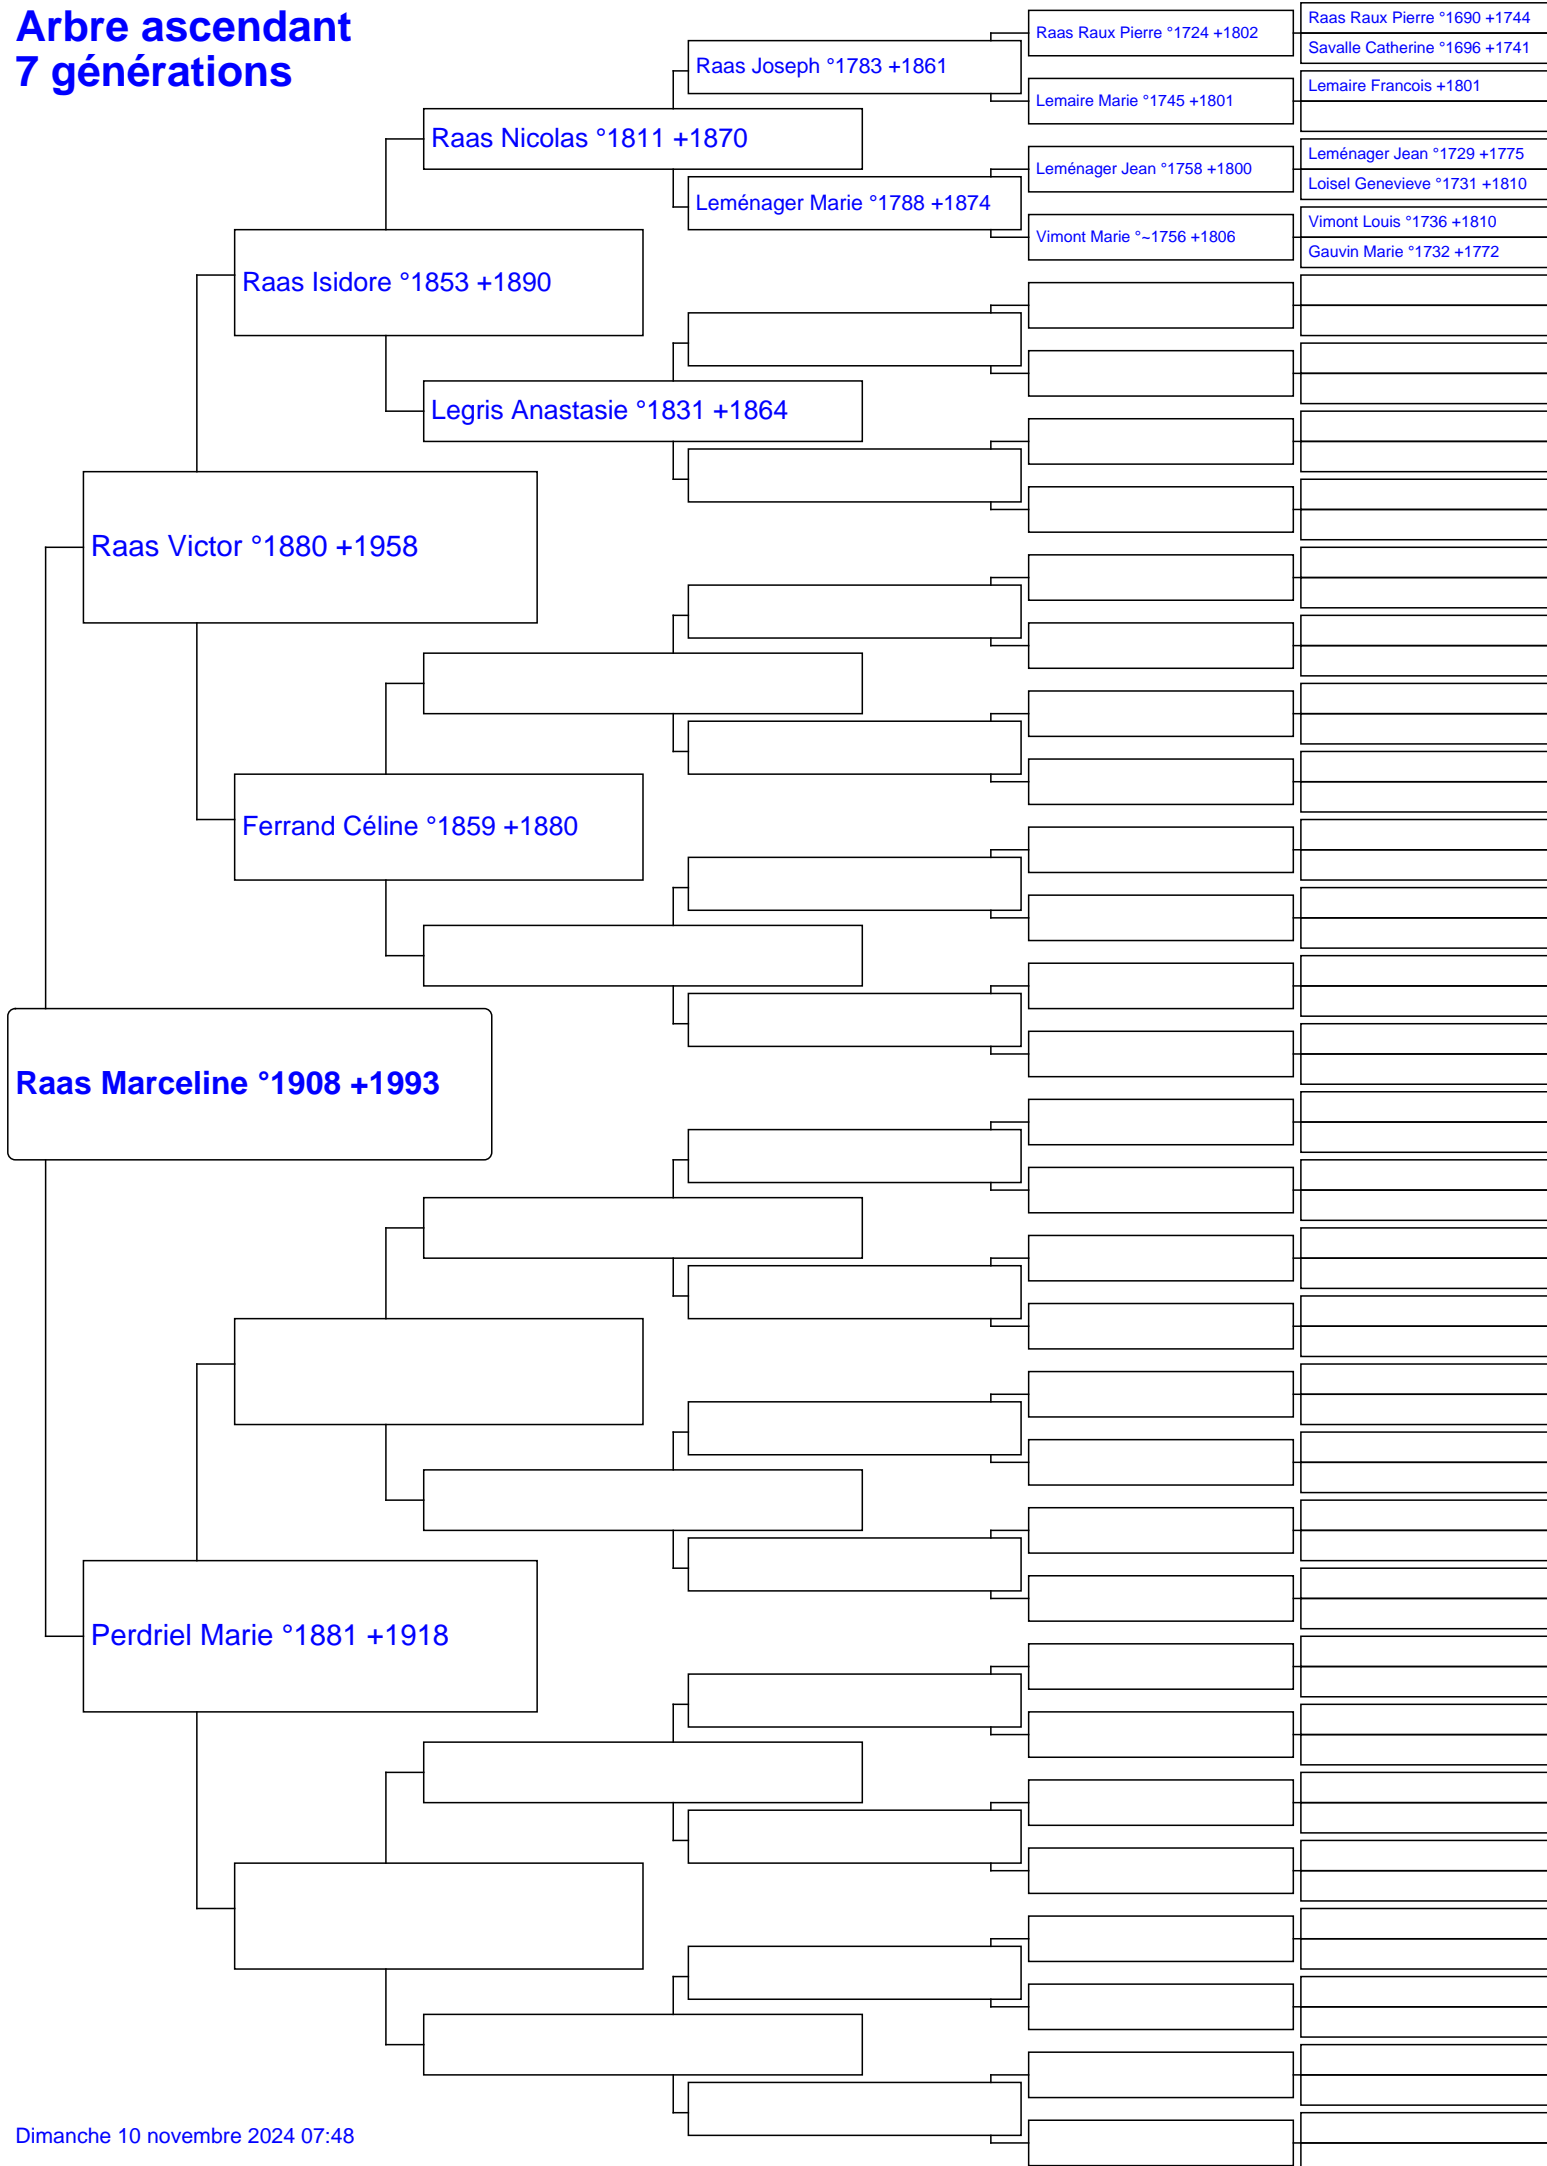 Arbre ascendant
7 générations
Raas Raux Pierre °1690 +1744
Raas Raux Pierre °1724 +1802
Savalle Catherine °1696 +1741
Raas Joseph °1783 +1861
Lemaire Francois +1801
Lemaire Marie °1745 +1801
Raas Nicolas °1811 +1870
Leménager Jean °1729 +1775
Leménager Jean °1758 +1800
Loisel Genevieve °1731 +1810
Leménager Marie °1788 +1874
Vimont Louis °1736 +1810
Vimont Marie °~1756 +1806
Gauvin Marie °1732 +1772
Raas Isidore °1853 +1890
Legris Anastasie °1831 +1864
Raas Victor °1880 +1958
Ferrand Céline °1859 +1880
Raas Marceline °1908 +1993
Perdriel Marie °1881 +1918
Dimanche 10 novembre 2024 07:48